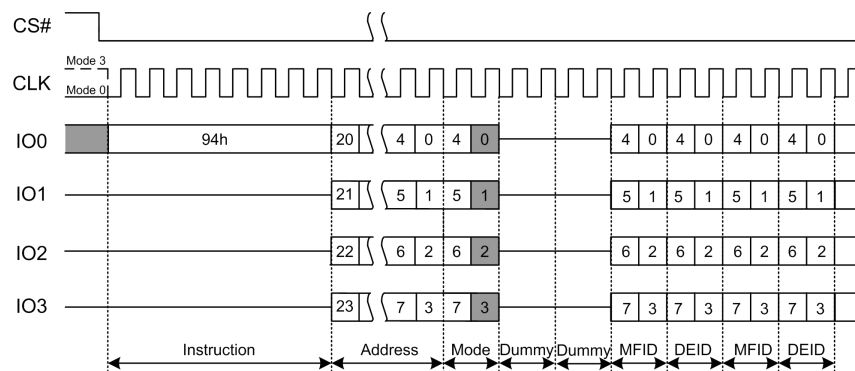 CS#
Mode 3
CLK
Mode 0
IO0 94h 20 4 0 4 0 4 0 4 0 4 0 4 0
IO1 21 5 1 5 1 5 1 5 1 5 1 5 1
IO2 22 6 2 6 2 6 2 6 2 6 2 6 2
IO3 23 7 3 7 3 7 3 7 3 7 3 7 3
Instruction Address Mode Dummy Dummy MFID DEID MFID DEID